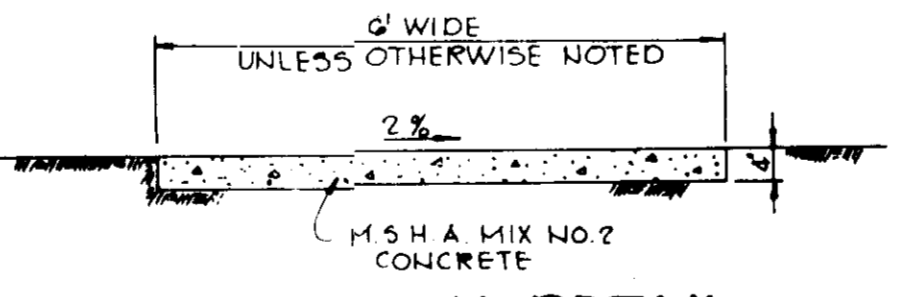 6' WIDE
UNLESS OTHERWISE NOTED
2%
4"
M.S.H.A. MIX NO.2
CONCRETE